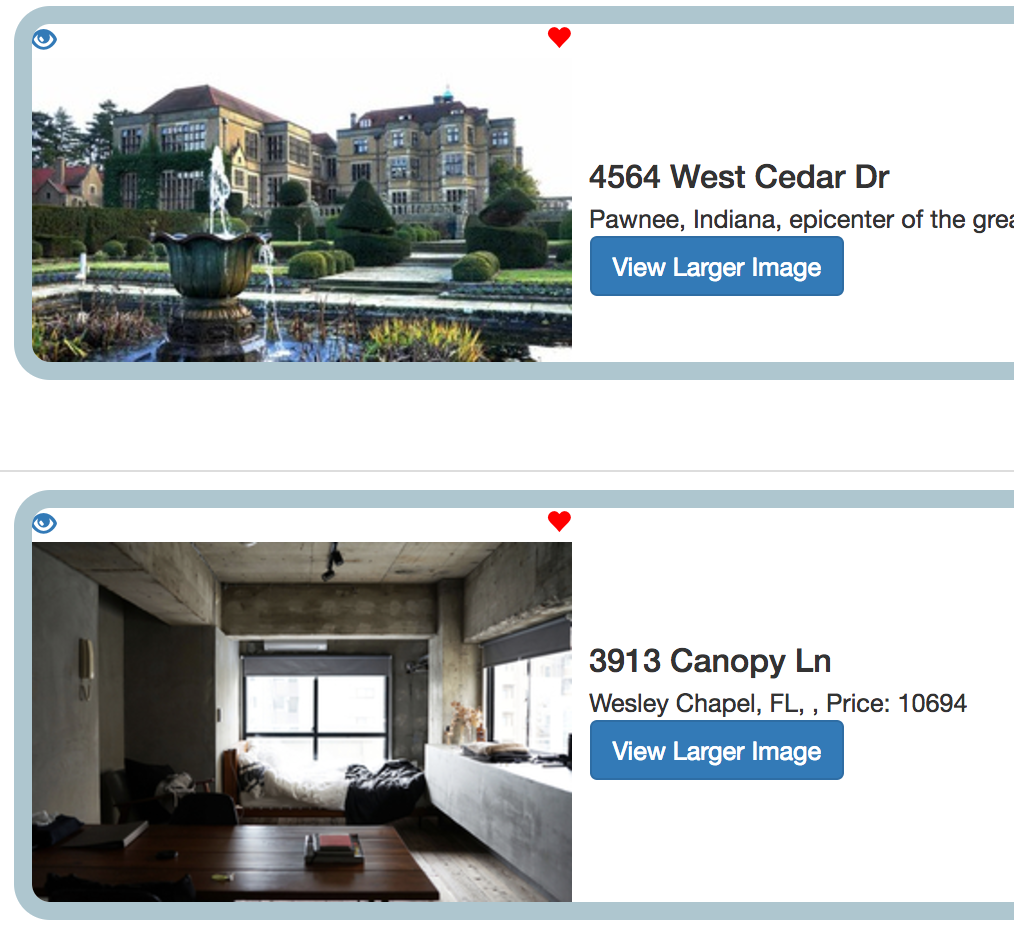 4564 West Cedar Dr
Pawnee, Indiana, epicenter of the grea
View Larger Image
3913 Canopy Ln
Wesley Chapel, FL, , Price: 10694
View Larger Image